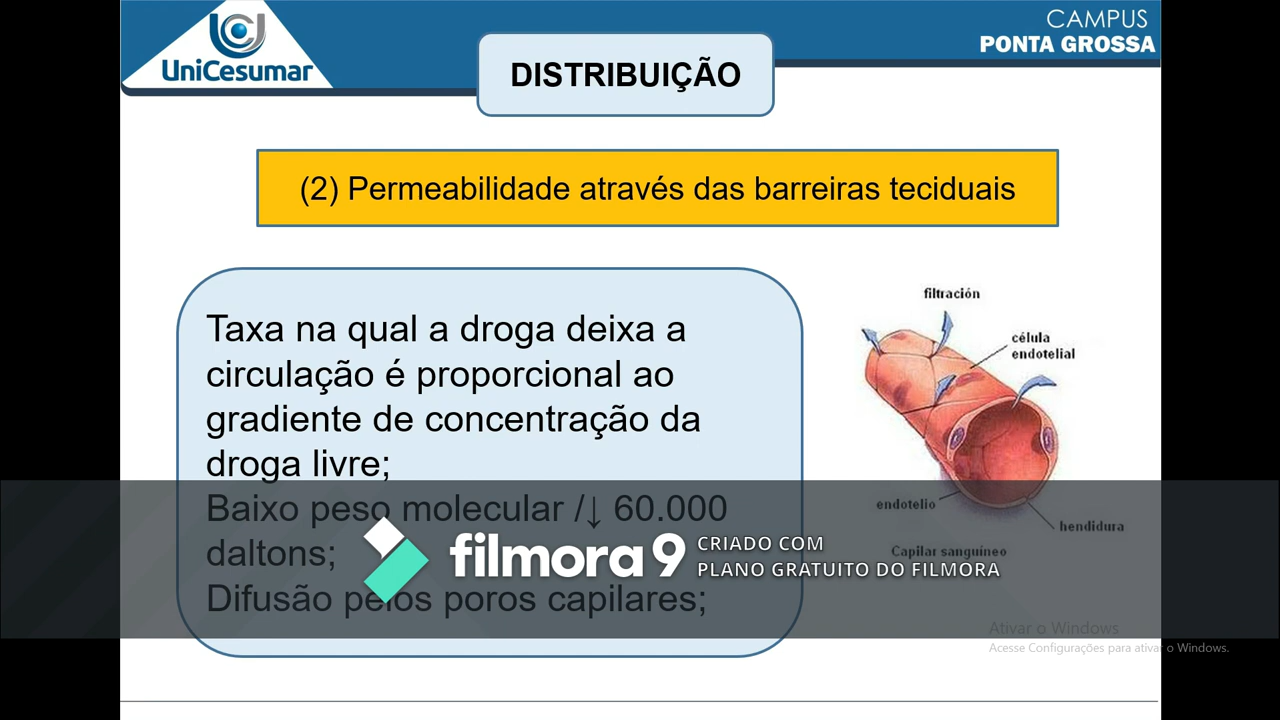 UniCesumar
CAMPUS
PONTA GROSSA
DISTRIBUIÇÃO
(2) Permeabilidade através das barreiras teciduais
Taxa na qual a droga deixa a
circulação é proporcional ao
gradiente de concentração da
droga livre;
Baixo peso molecular /↓ 60.000
daltons;
Difusão pelos poros capilares;
filtración
célula
endotelial
endotelio
hendidura
Capilar sanguíneo
filmora 9
CRIADO COM
PLANO GRATUITO DO FILMORA
Ativar o Windows
Acesse Configurações para ativar o Windows.